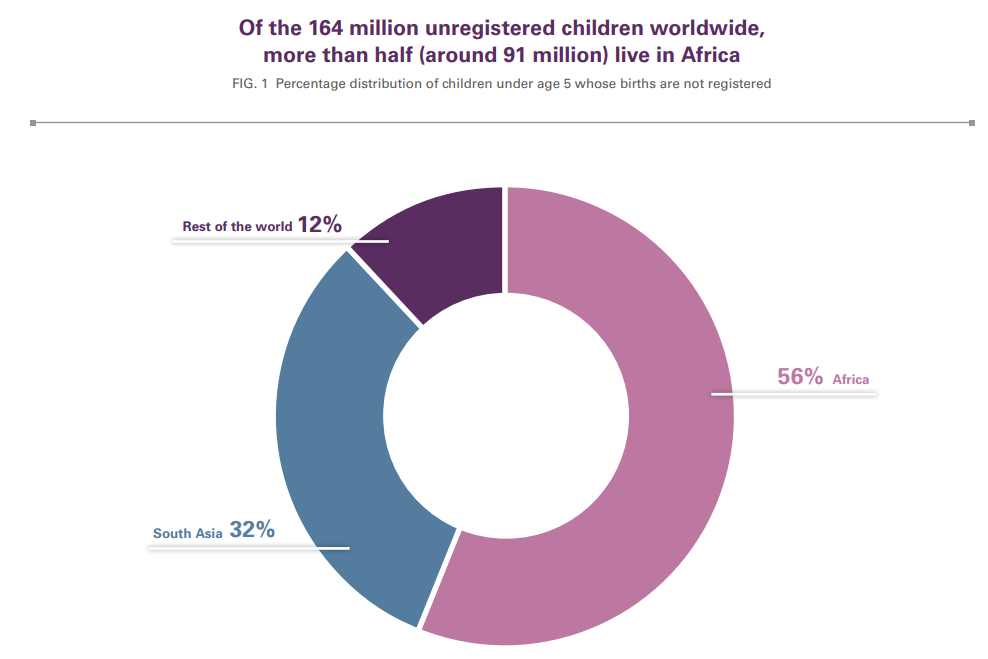 Of the 164 million unregistered children worldwide,
more than half (around 91 million) live in Africa
FIG. 1 Percentage distribution of children under age 5 whose births are not registered
Rest of the world 12%
56% Africa
South Asia 32%